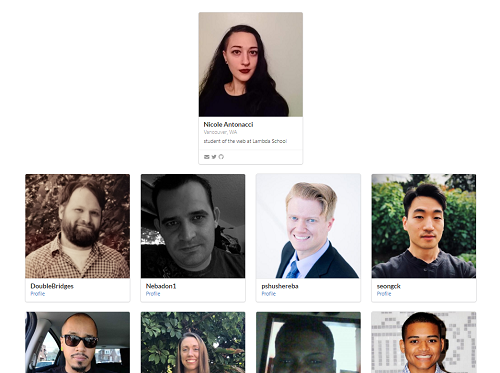 Nicole Antonacci
Vancouver, WA
student of the web at Lambda School
DoubleBridges
Profile
Nebadon1
Profile
pshushereba
Profile
seongck
Profile